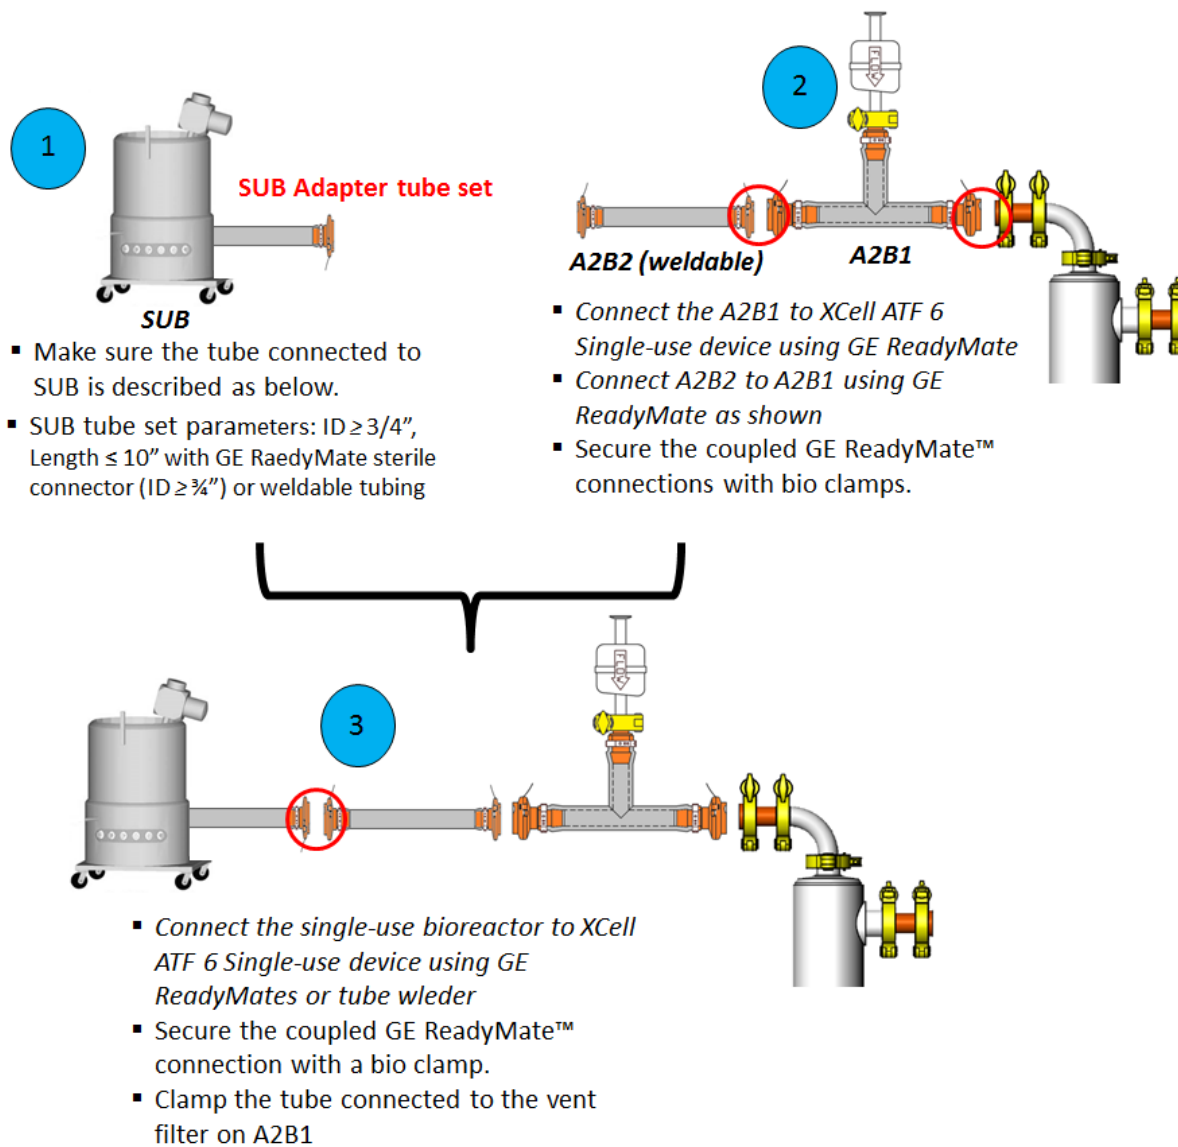 1
SUB Adapter tube set
SUB
▪ Make sure the tube connected to
SUB is described as below.
▪ SUB tube set parameters: ID ≥ 3/4”,
Length ≤ 10” with GE RaedyMate sterile
connector (ID ≥ ¾”) or weldable tubing
2
FLOW
A2B2 (weldable)
A2B1
▪ Connect the A2B1 to XCell ATF 6
Single-use device using GE ReadyMate
▪ Connect A2B2 to A2B1 using GE
ReadyMate as shown
▪ Secure the coupled GE ReadyMate™
connections with bio clamps.
3
FLOW
▪ Connect the single-use bioreactor to XCell
ATF 6 Single-use device using GE
ReadyMates or tube wleder
▪ Secure the coupled GE ReadyMate™
connection with a bio clamp.
▪ Clamp the tube connected to the vent
filter on A2B1